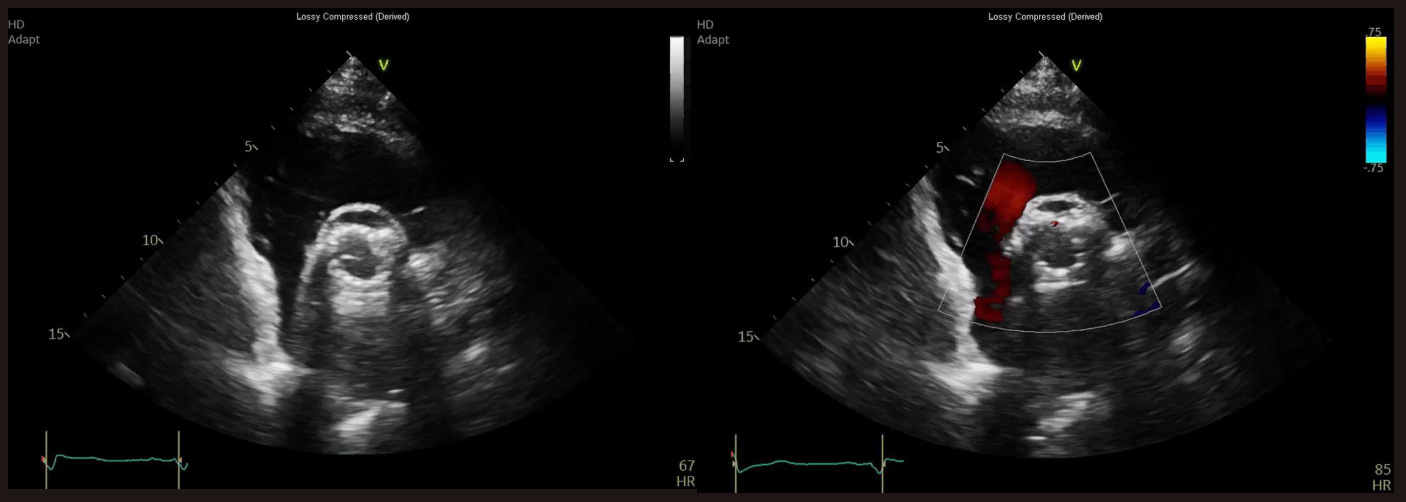 Lossy Compressed (Derived)
HD
Adapt
V
5
10
15
67
HR
Lossy Compressed (Derived)
HD
Adapt
V
.75
-.75
5
10
15
85
HR